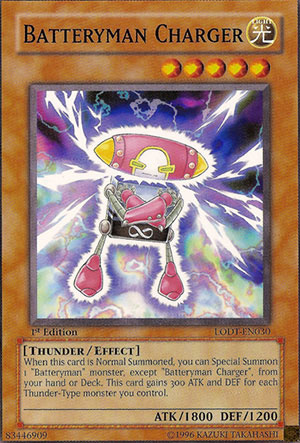 BATTERYMAN CHARGER
LIGHT
光
1st Edition
LODT-EN030
[THUNDER / EFFECT]
When this card is Normal Summoned, you can Special Summon
1 "Batteryman" monster, except "Batteryman Charger", from
your hand or Deck. This card gains 300 ATK and DEF for each
Thunder-Type monster you control.
ATK/1800 DEF/1200
83446909
©1996 KAZUKI TAKAHASHI